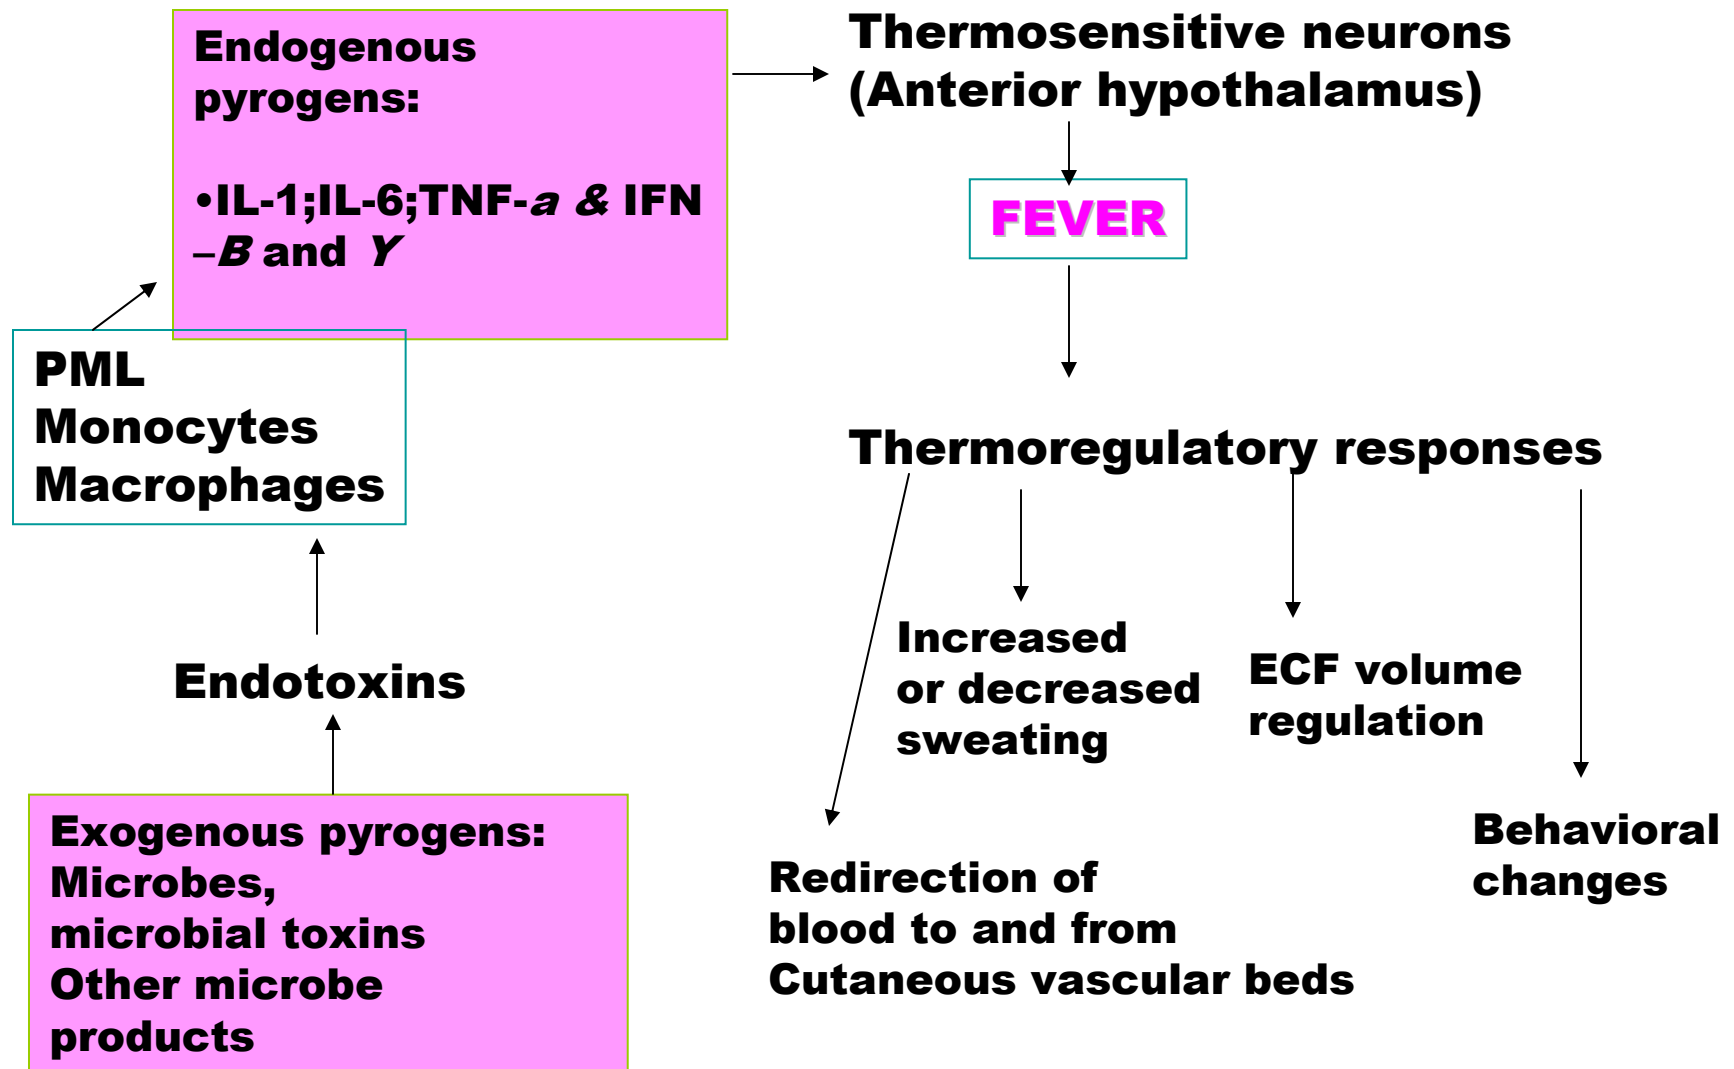 Endogenous
pyrogens:
•IL-1;IL-6;TNF-a & IFN
–B and Y
Thermosensitive neurons
(Anterior hypothalamus)
FEVER
PML
Monocytes
Macrophages
Thermoregulatory responses
Endotoxins
Increased
or decreased
sweating
ECF volume
regulation
Exogenous pyrogens:
Microbes,
microbial toxins
Other microbe
products
Redirection of
blood to and from
Cutaneous vascular beds
Behavioral
changes